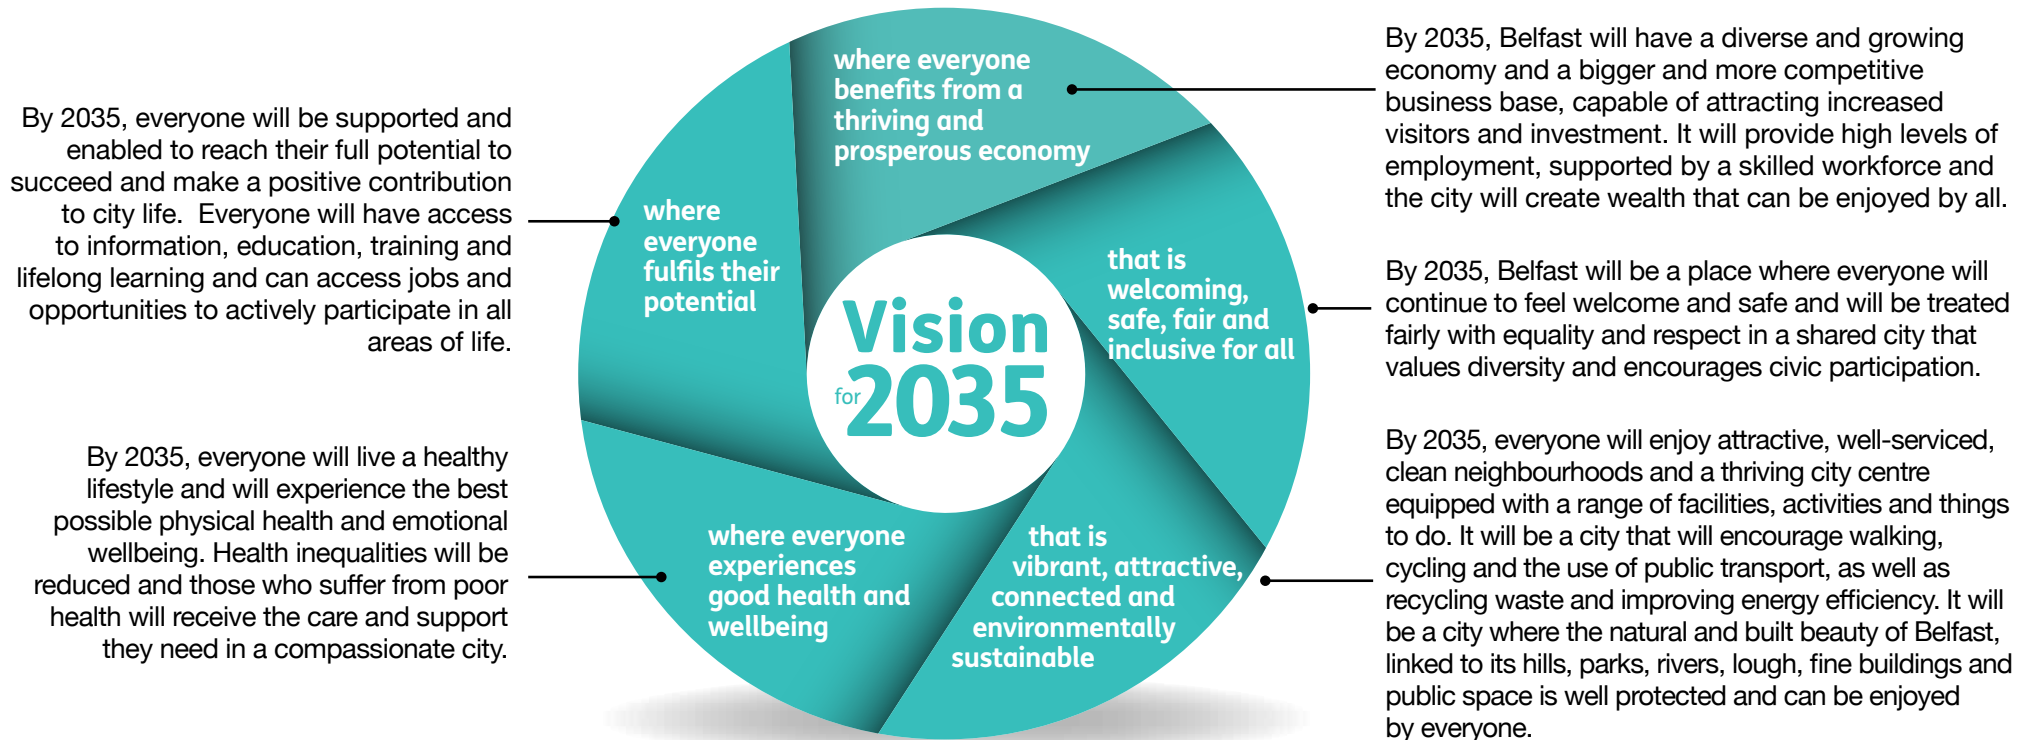 where everyone
benefits from a
thriving and
prosperous economy
By 2035, Belfast will have a diverse and growing
economy and a bigger and more competitive
business base, capable of attracting increased
visitors and investment. It will provide high levels of
employment, supported by a skilled workforce and
the city will create wealth that can be enjoyed by all.
that is
welcoming,
safe, fair and
inclusive for all
By 2035, Belfast will be a place where everyone will
continue to feel welcome and safe and will be treated
fairly with equality and respect in a shared city that
values diversity and encourages civic participation.
that is
vibrant, attractive,
connected and
environmentally
sustainable
By 2035, everyone will enjoy attractive, well-serviced,
clean neighbourhoods and a thriving city centre
equipped with a range of facilities, activities and things
to do. It will be a city that will encourage walking,
cycling and the use of public transport, as well as
recycling waste and improving energy efficiency. It will
be a city where the natural and built beauty of Belfast,
linked to its hills, parks, rivers, lough, fine buildings and
public space is well protected and can be enjoyed
by everyone.
where everyone
experiences
good health and
wellbeing
By 2035, everyone will live a healthy
lifestyle and will experience the best
possible physical health and emotional
wellbeing. Health inequalities will be
reduced and those who suffer from poor
health will receive the care and support
they need in a compassionate city.
where
everyone
fulfils their
potential
By 2035, everyone will be supported and
enabled to reach their full potential to
succeed and make a positive contribution
to city life.  Everyone will have access
to information, education, training and
lifelong learning and can access jobs and
opportunities to actively participate in all
areas of life.
Vision
for 2035